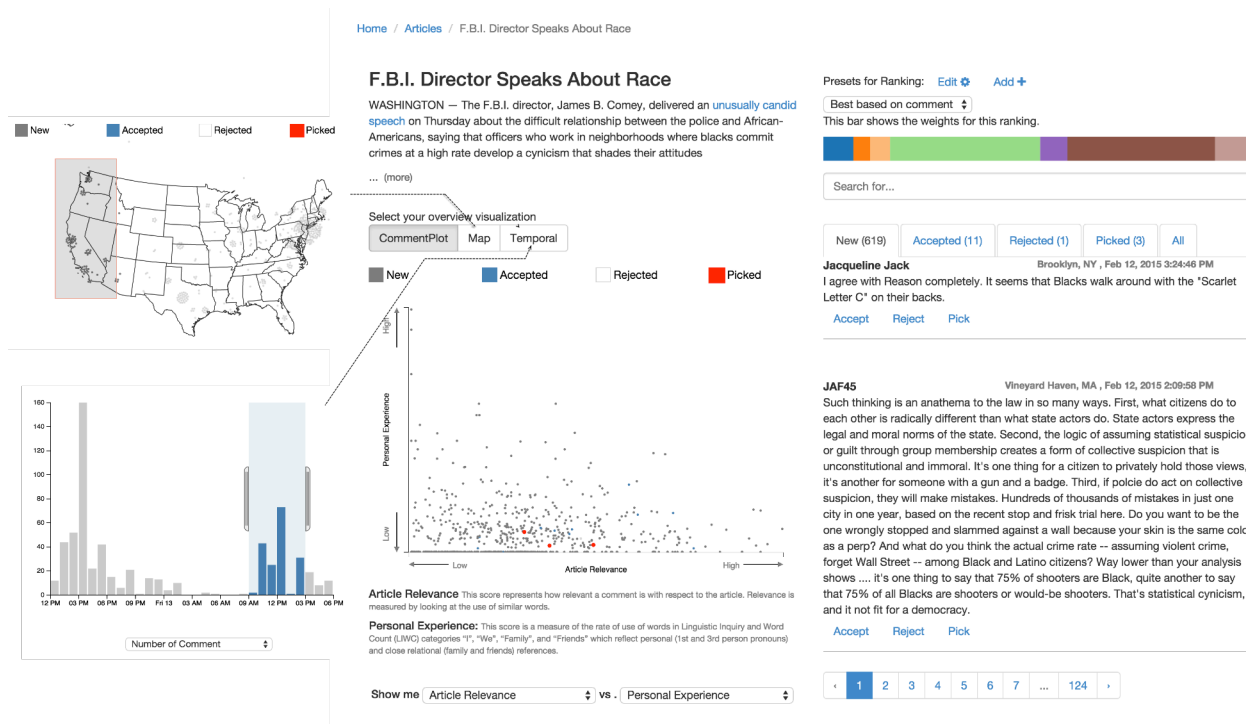 Home / Articles / F.B.I. Director Speaks About Race
F.B.I. Director Speaks About Race
WASHINGTON — The F.B.I. director, James B. Comey, delivered an unusually candid
speech on Thursday about the difficult relationship between the police and African-
Americans, saying that officers who work in neighborhoods where blacks commit
crimes at a high rate develop a cynicism that shades their attitudes
... (more)
Select your overview visualization
CommentPlot Map Temporal
New Accepted Rejected Picked
High
Personal Experience
Low
Low Article Relevance High
Article Relevance This score represents how relevant a comment is with respect to the article. Relevance is
measured by looking at the use of similar words.
Personal Experience: This score is a measure of the rate of use of words in Linguistic Inquiry and Word
Count (LIWC) categories “I”, “We”, “Family”, and “Friends” which reflect personal (1st and 3rd person pronouns)
and close relational (family and friends) references.
Show me Article Relevance vs . Personal Experience
New Accepted Rejected Picked
160
140
120
100
80
60
40
20
0
12 PM 03 PM 06 PM 09 PM Fri 13 03 AM 06 AM 09 AM 12 PM 03 PM 06 PM
Number of Comment
Presets for Ranking: Edit Add +
Best based on comment
This bar shows the weights for this ranking.
Search for...
New (619) Accepted (11) Rejected (1) Picked (3) All
Jacqueline Jack Brooklyn, NY , Feb 12, 2015 3:24:46 PM
I agree with Reason completely. It seems that Blacks walk around with the "Scarlet
Letter C" on their backs.
Accept Reject Pick
JAF45 Vineyard Haven, MA , Feb 12, 2015 2:09:58 PM
Such thinking is an anathema to the law in so many ways. First, what citizens do to
each other is radically different than what state actors do. State actors express the
legal and moral norms of the state. Second, the logic of assuming statistical suspicio
or guilt through group membership creates a form of collective suspicion that is
unconstitutional and immoral. It's one thing for a citizen to privately hold those views,
it's another for someone with a gun and a badge. Third, if polcie do act on collective
suspicion, they will make mistakes. Hundreds of thousands of mistakes in just one
city in one year, based on the recent stop and frisk trial here. Do you want to be the
one wrongly stopped and slammed against a wall because your skin is the same colo
as a perp? And what do you think the actual crime rate -- assuming violent crime,
forget Wall Street -- among Black and Latino citizens? Way lower than your analysis
shows .... it's one thing to say that 75% of shooters are Black, quite another to say
that 75% of all Blacks are shooters or would-be shooters. That's statistical cynicism,
and it not fit for a democracy.
Accept Reject Pick
‹ 1 2 3 4 5 6 7 ... 124 ›